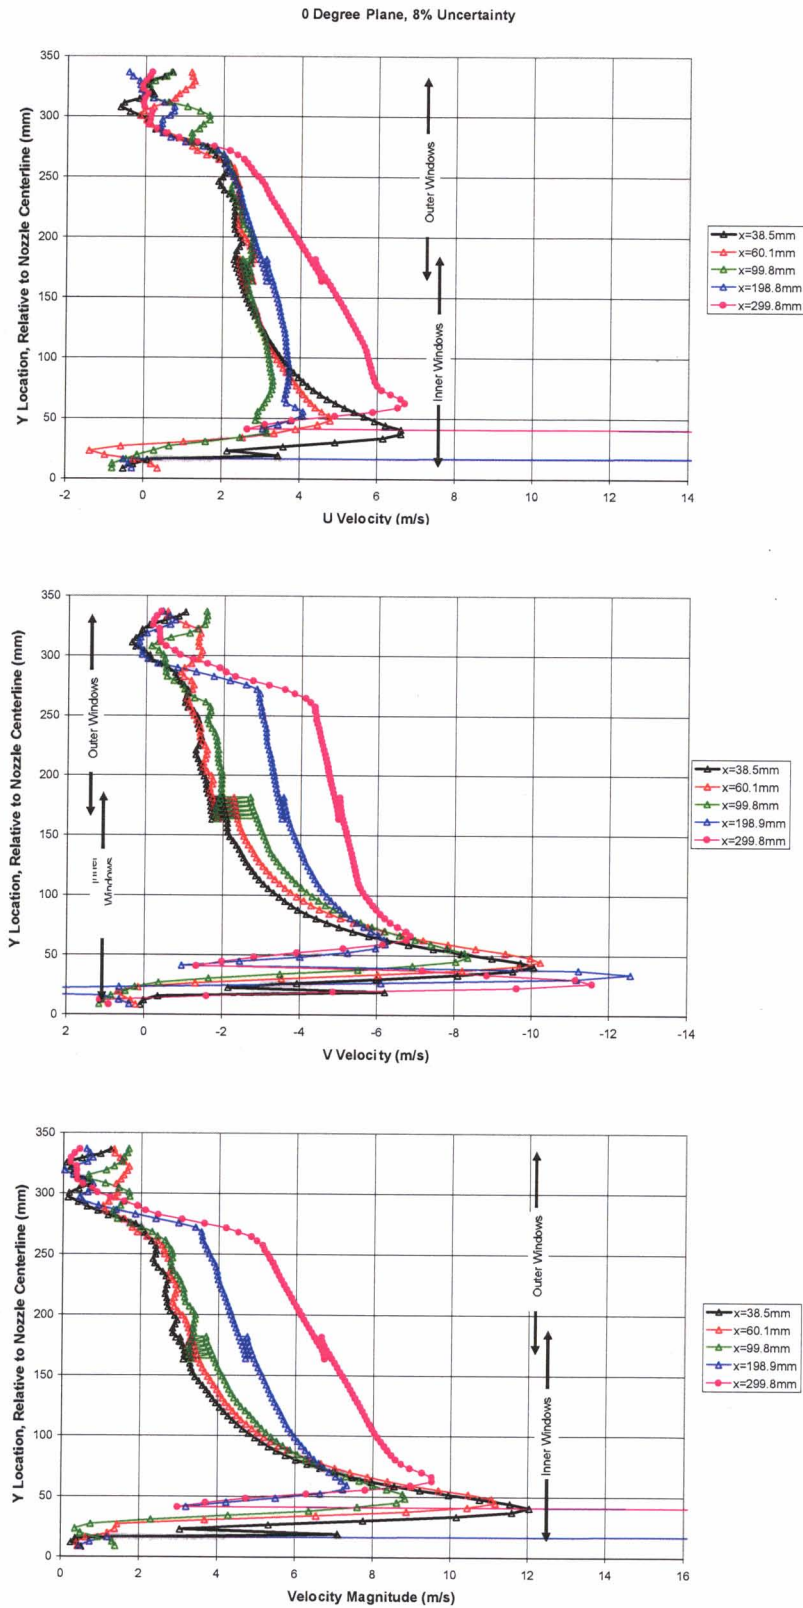 0 Degree Plane, 8% Uncertainty
Y Location, Relative to Nozzle Centerline (mm)
350
300
250
200
150
100
50
0
-2
0
2
4
6
8
10
12
14
U Velocity (m/s)
Outer Windows
Inner Windows
x=38.5mm
x=60.1mm
x=99.8mm
x=198.8mm
x=299.8mm
Y Location, Relative to Nozzle Centerline (mm)
350
300
250
200
150
100
50
0
2
0
-2
-4
-6
-8
-10
-12
-14
V Velocity (m/s)
Outer Windows
Windows
x=38.5mm
x=60.1mm
x=99.8mm
x=198.9mm
x=299.8mm
Y Location, Relative to Nozzle Centerline (mm)
350
300
250
200
150
100
50
0
0
2
4
6
8
10
12
14
16
Velocity Magnitude (m/s)
Outer Windows
Inner Windows
x=38.5mm
x=60.1mm
x=99.8mm
x=198.9mm
x=299.8mm